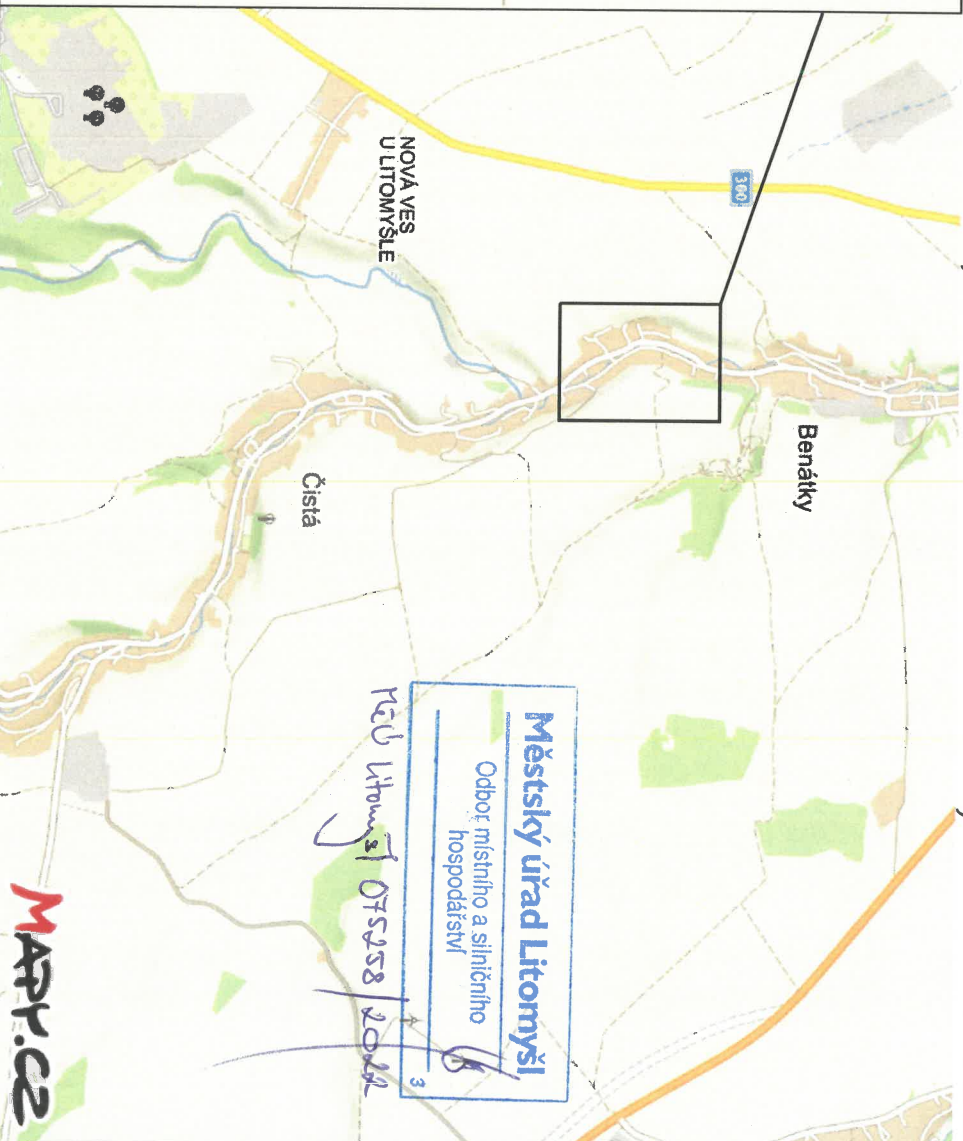 360
NOVÁ VES
U LITOMYŠLE
Benátky
Čistá
Městský úřad Litomyšl
Odbor místního a silničního
hospodářství
3
MěÚ Litomyšl 075258/2022
MAPY.CZ